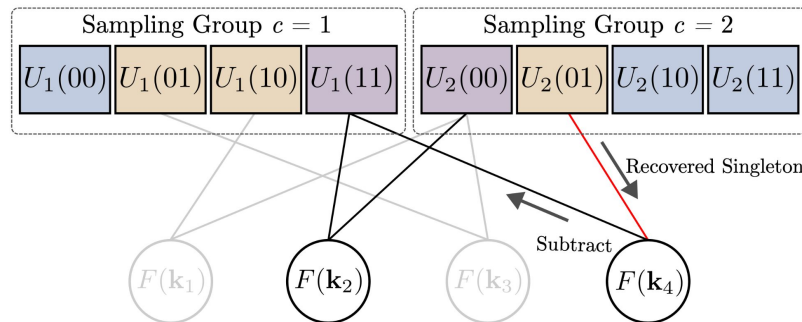 Sampling Group c = 1
Sampling Group c = 2
U₁(00) U₁(01) U₁(10) U₁(11) U₂(00) U₂(01) U₂(10) U₂(11)
Recovered Singleton
Subtract
F(𝐤₁) F(𝐤₂) F(𝐤₃) F(𝐤₄)